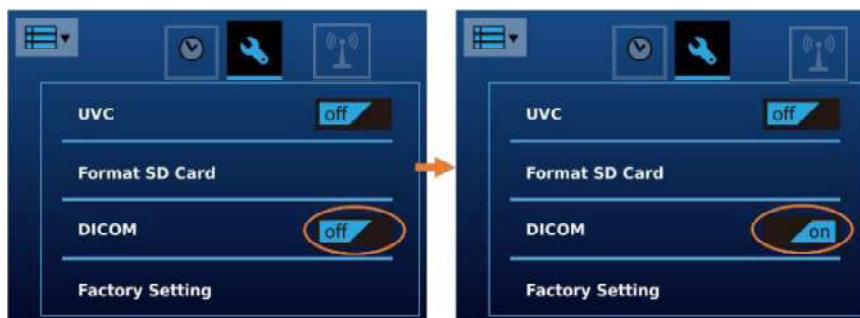 UVC off
Format SD Card
DICOM off
Factory Setting
UVC off
Format SD Card
DICOM on
Factory Setting